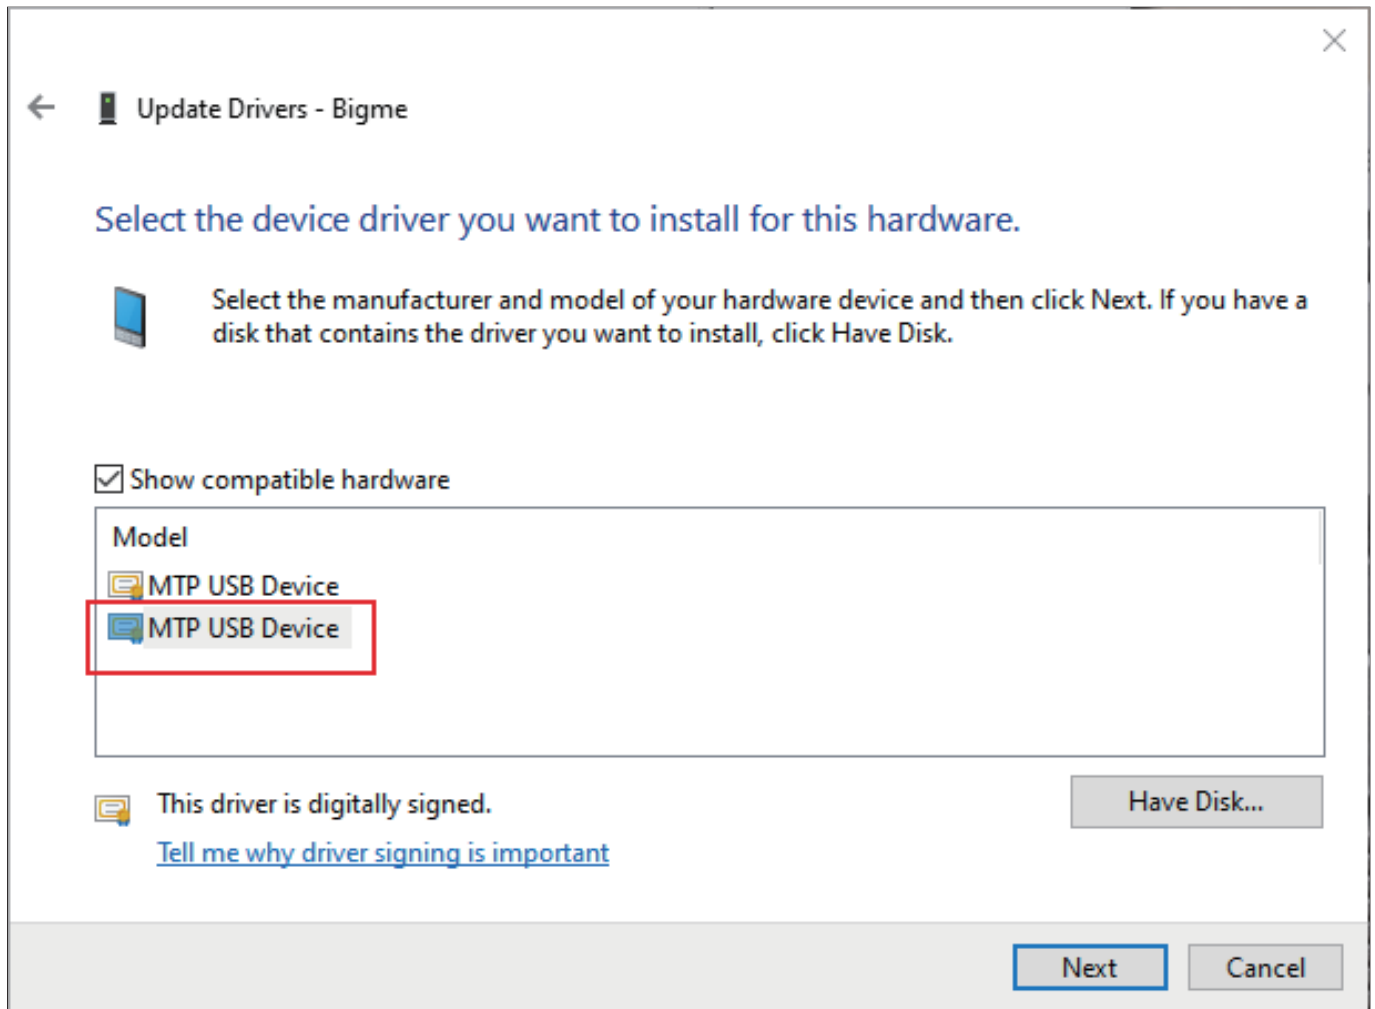 Update Drivers - Bigme
Select the device driver you want to install for this hardware.
Select the manufacturer and model of your hardware device and then click Next. If you have a
disk that contains the driver you want to install, click Have Disk.
Show compatible hardware
Model
MTP USB Device
MTP USB Device
This driver is digitally signed.
Have Disk...
Tell me why driver signing is important
Next
Cancel